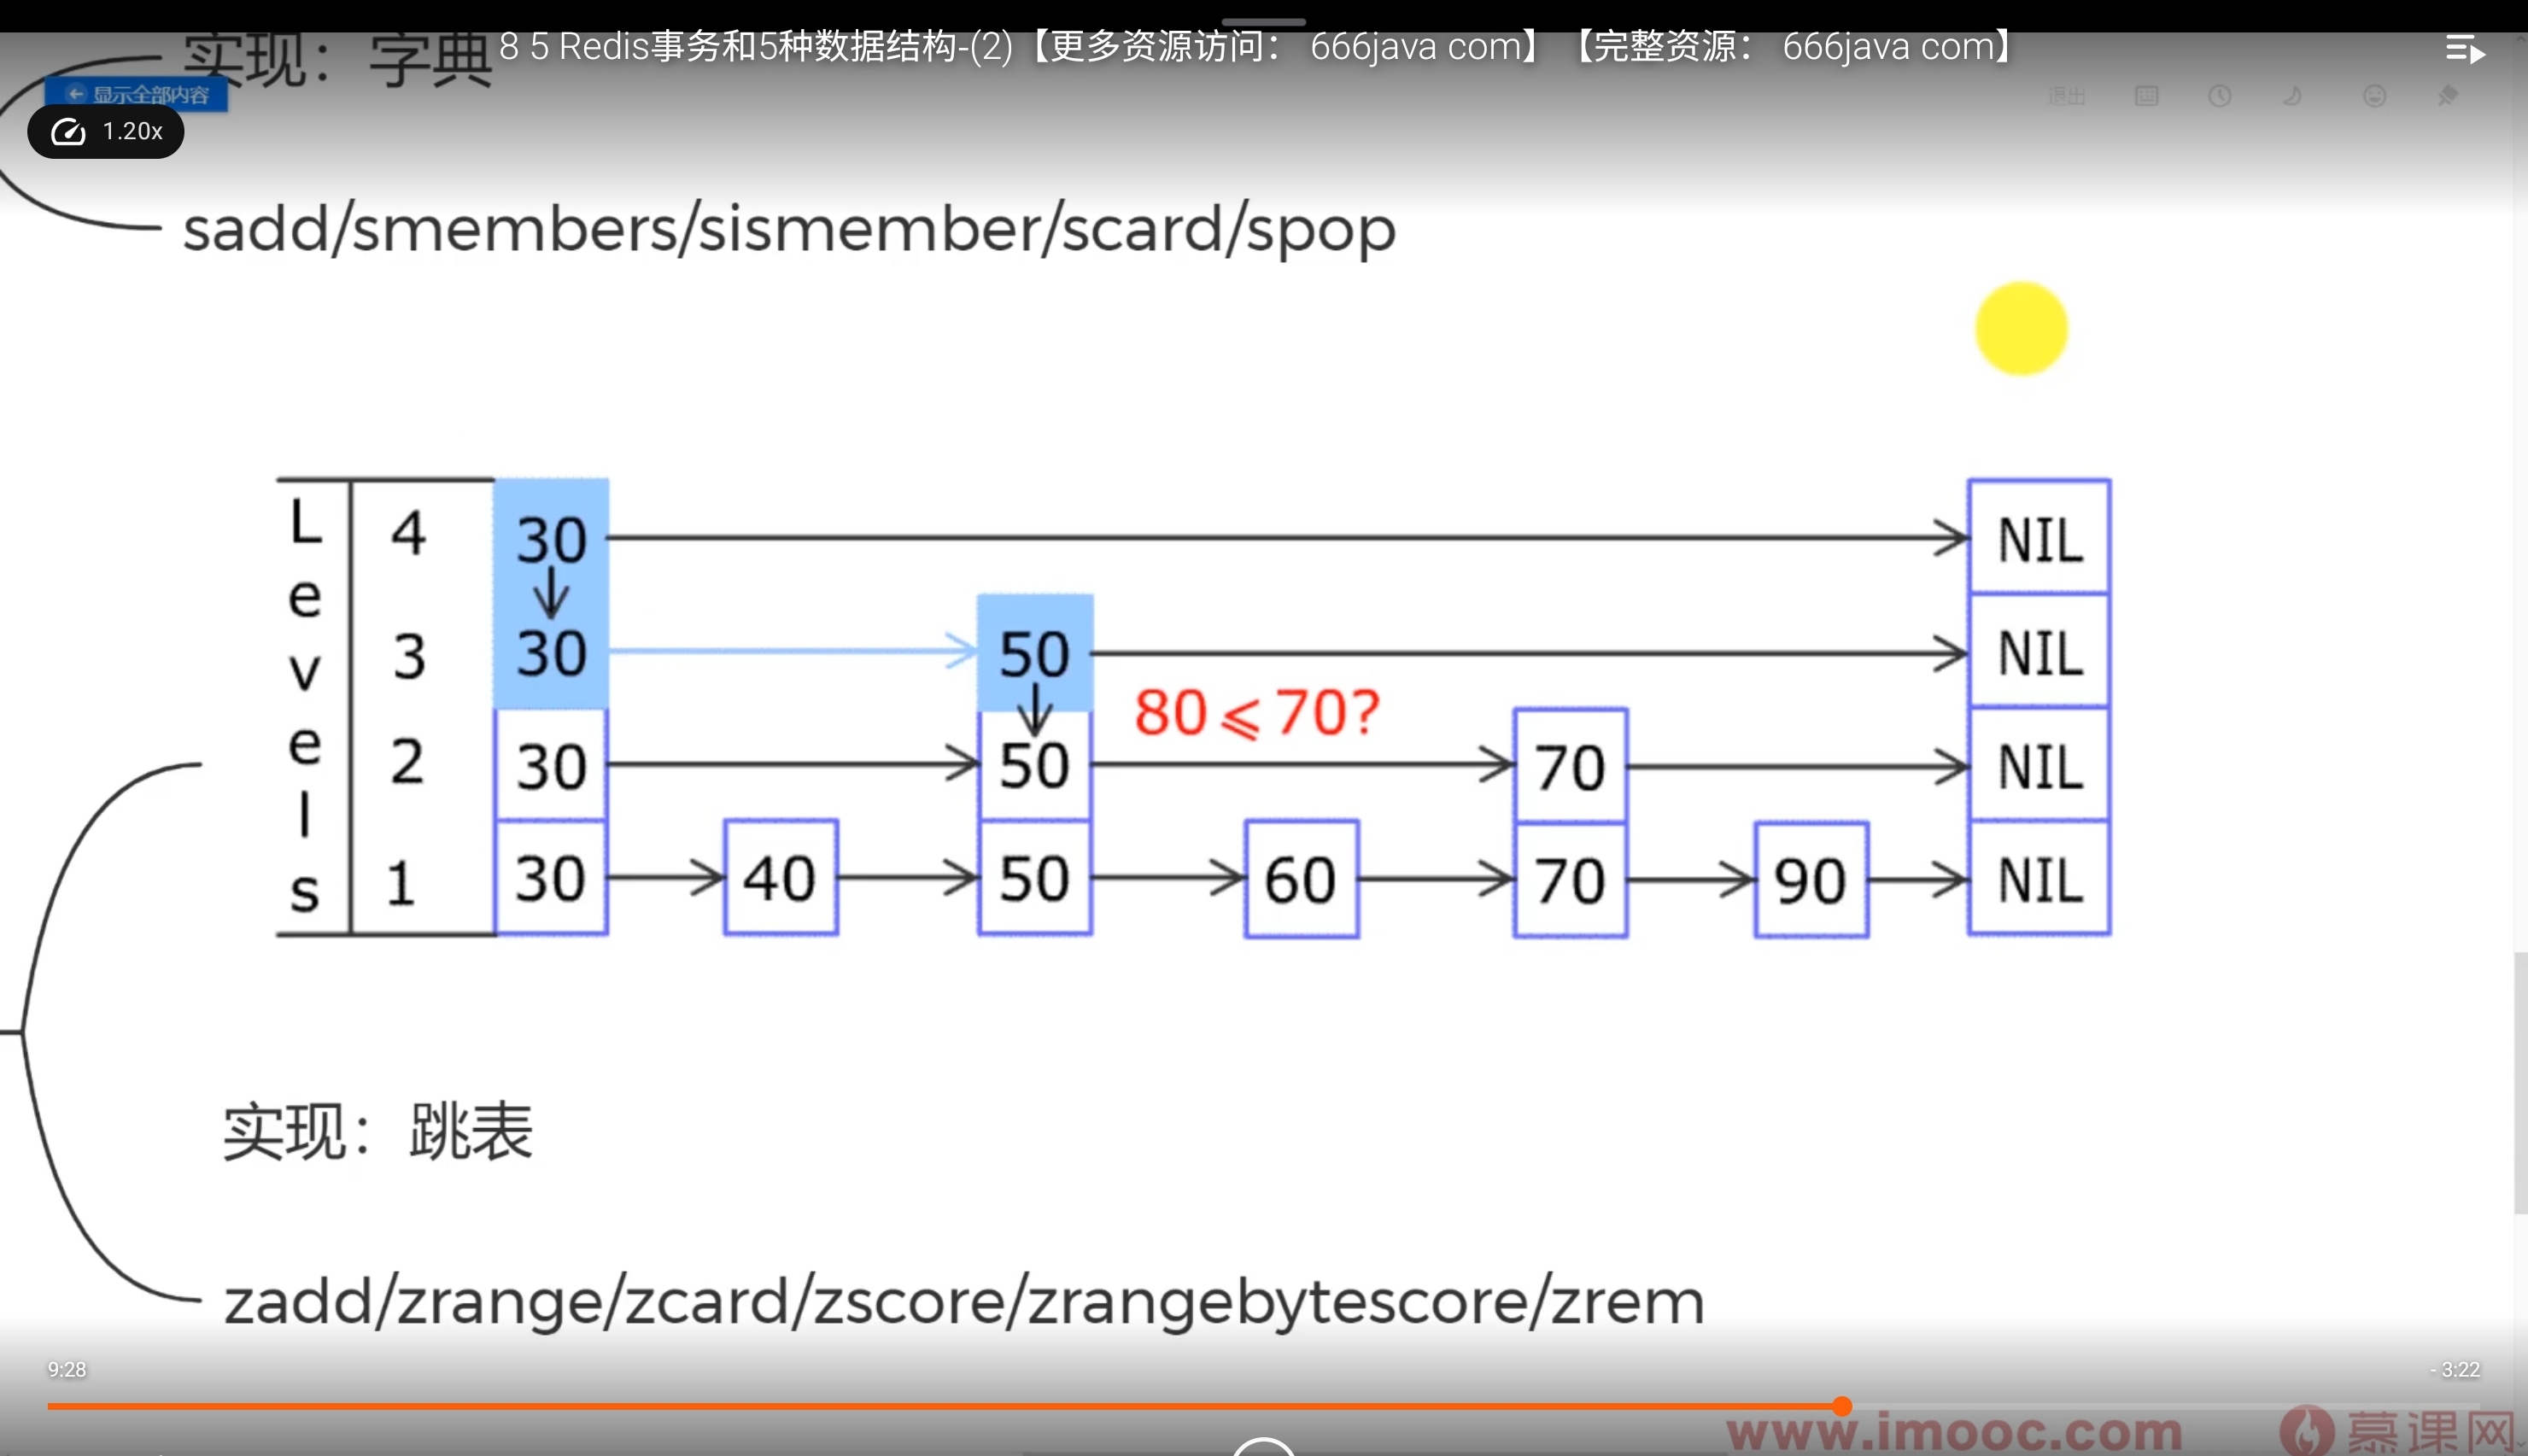 实现：字典
8 5 Redis事务和5种数据结构-(2)【更多资源访问： 666java com】【完整资源： 666java com】
显示全部内容
退出
1.20x
sadd/smembers/sismember/scard/spop
Levels
4 30 NIL
3 30 50 NIL
80⩽70?
2 30 50 70 NIL
1 30 40 50 60 70 90 NIL
实现：跳表
zadd/zrange/zcard/zscore/zrangebytescore/zrem
9:28
- 3:22
www.imooc.com 慕课网